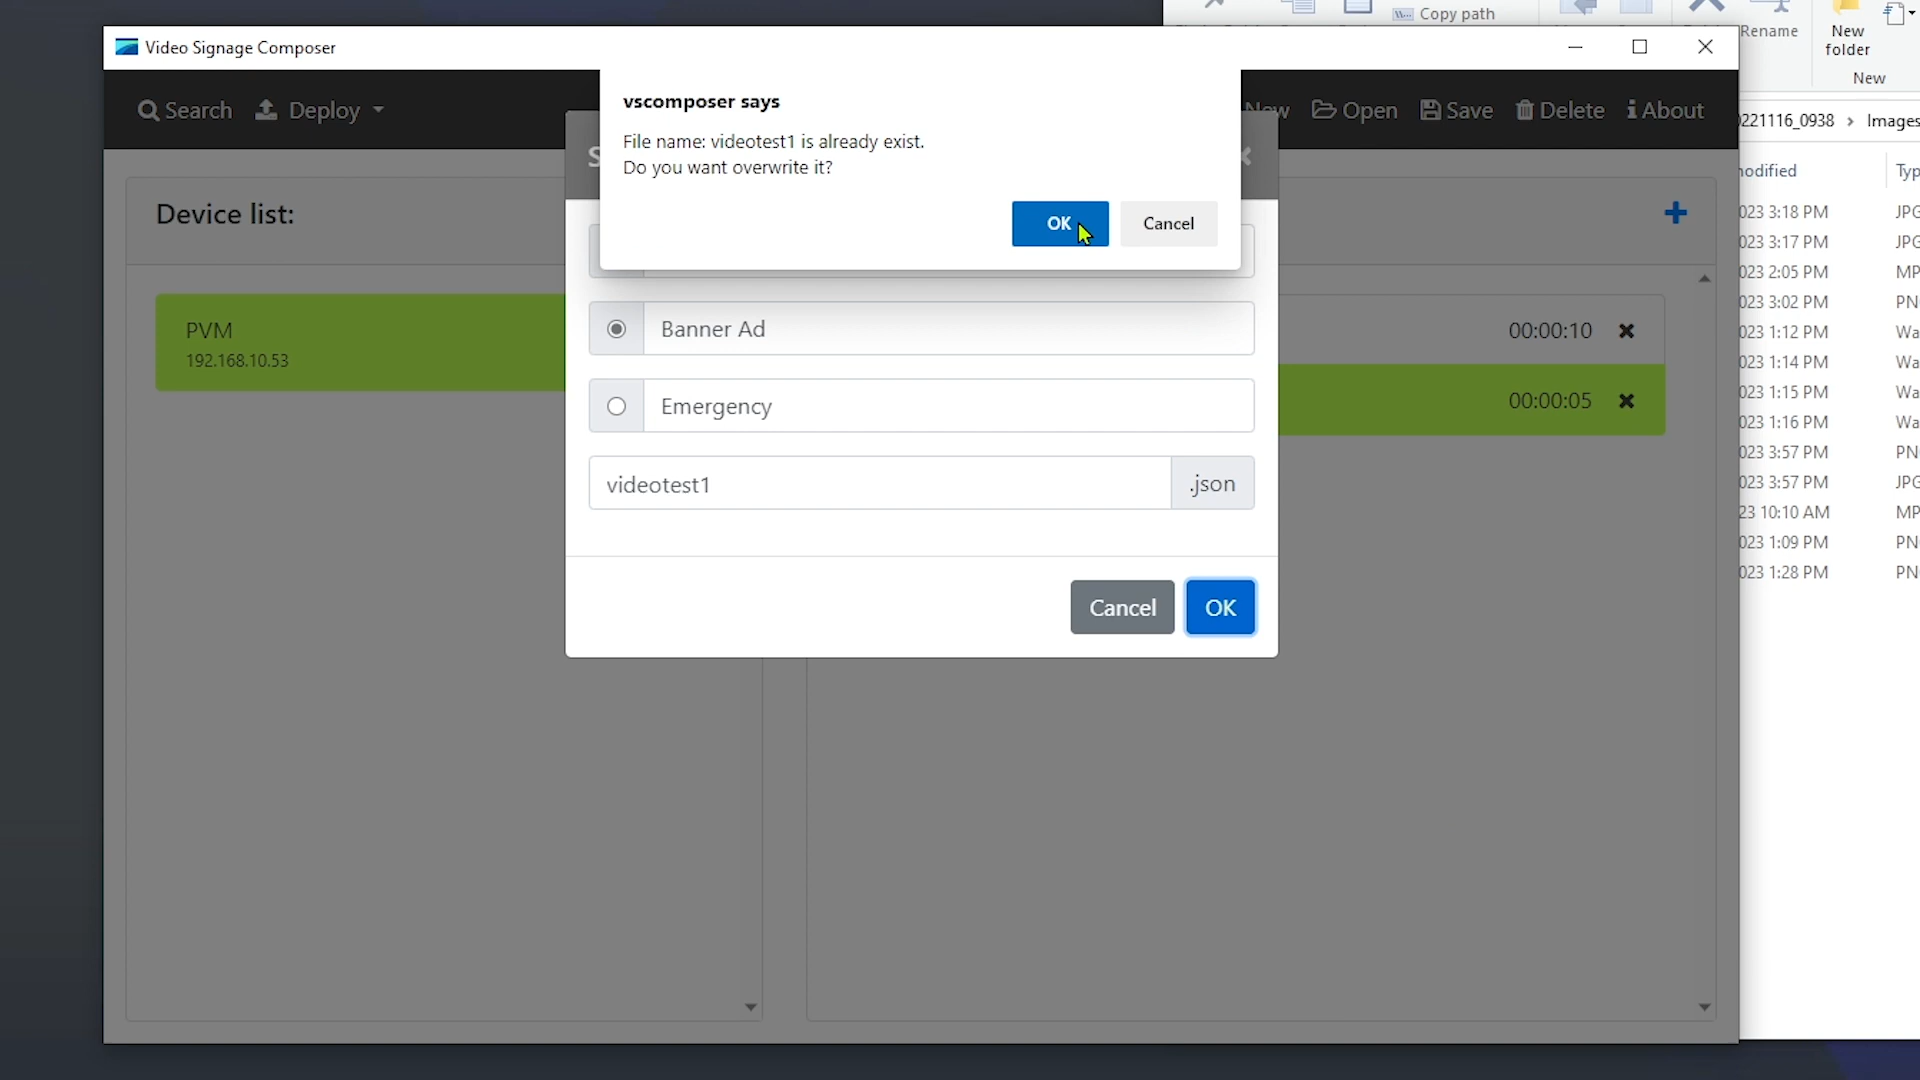 Copy path
Rename
New
folder
New
Video Signage Composer
Search
Deploy
New
Open
Save
Delete
About
vscomposer says
File name: videotest1 is already exist.
Do you want overwrite it?
OK
Cancel
221116_0938 > Images
Device list:
PVM
192.168.10.53
Banner Ad
Emergency
videotest1
.json
Cancel
OK
00:00:10
00:00:05
odified
Typ
023 3:18 PM JPG
023 3:17 PM JPG
023 2:05 PM MP
023 3:02 PM PN
023 1:12 PM Wa
023 1:14 PM Wa
023 1:15 PM Wa
023 1:16 PM Wa
023 3:57 PM PN
023 3:57 PM JPG
23 10:10 AM MP
023 1:09 PM PN
023 1:28 PM PN